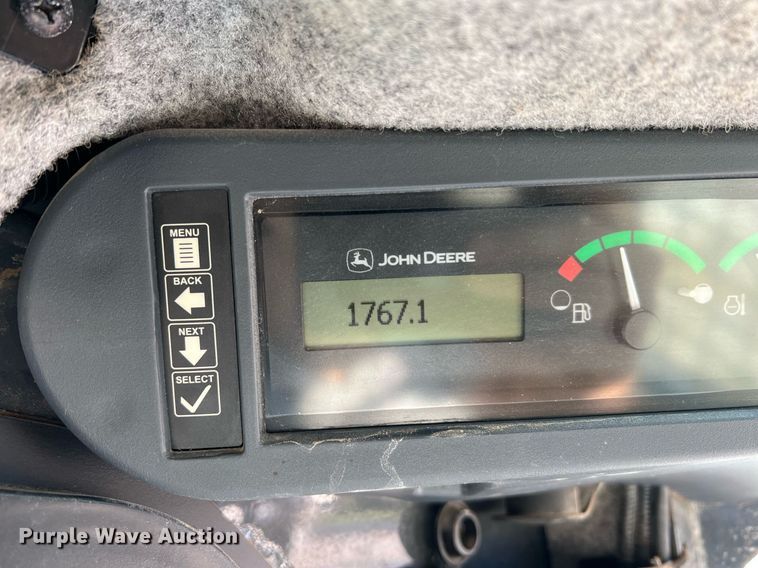 MENU
BACK
NEXT
SELECT
JOHN DEERE
1767.1
Purple Wave Auction